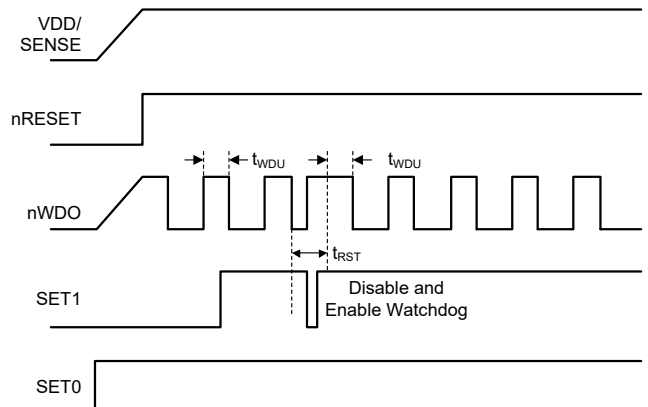 VDD/
SENSE
nRESET
tWDU
tWDU
nWDO
tRST
SET1
Disable and
Enable Watchdog
SET0